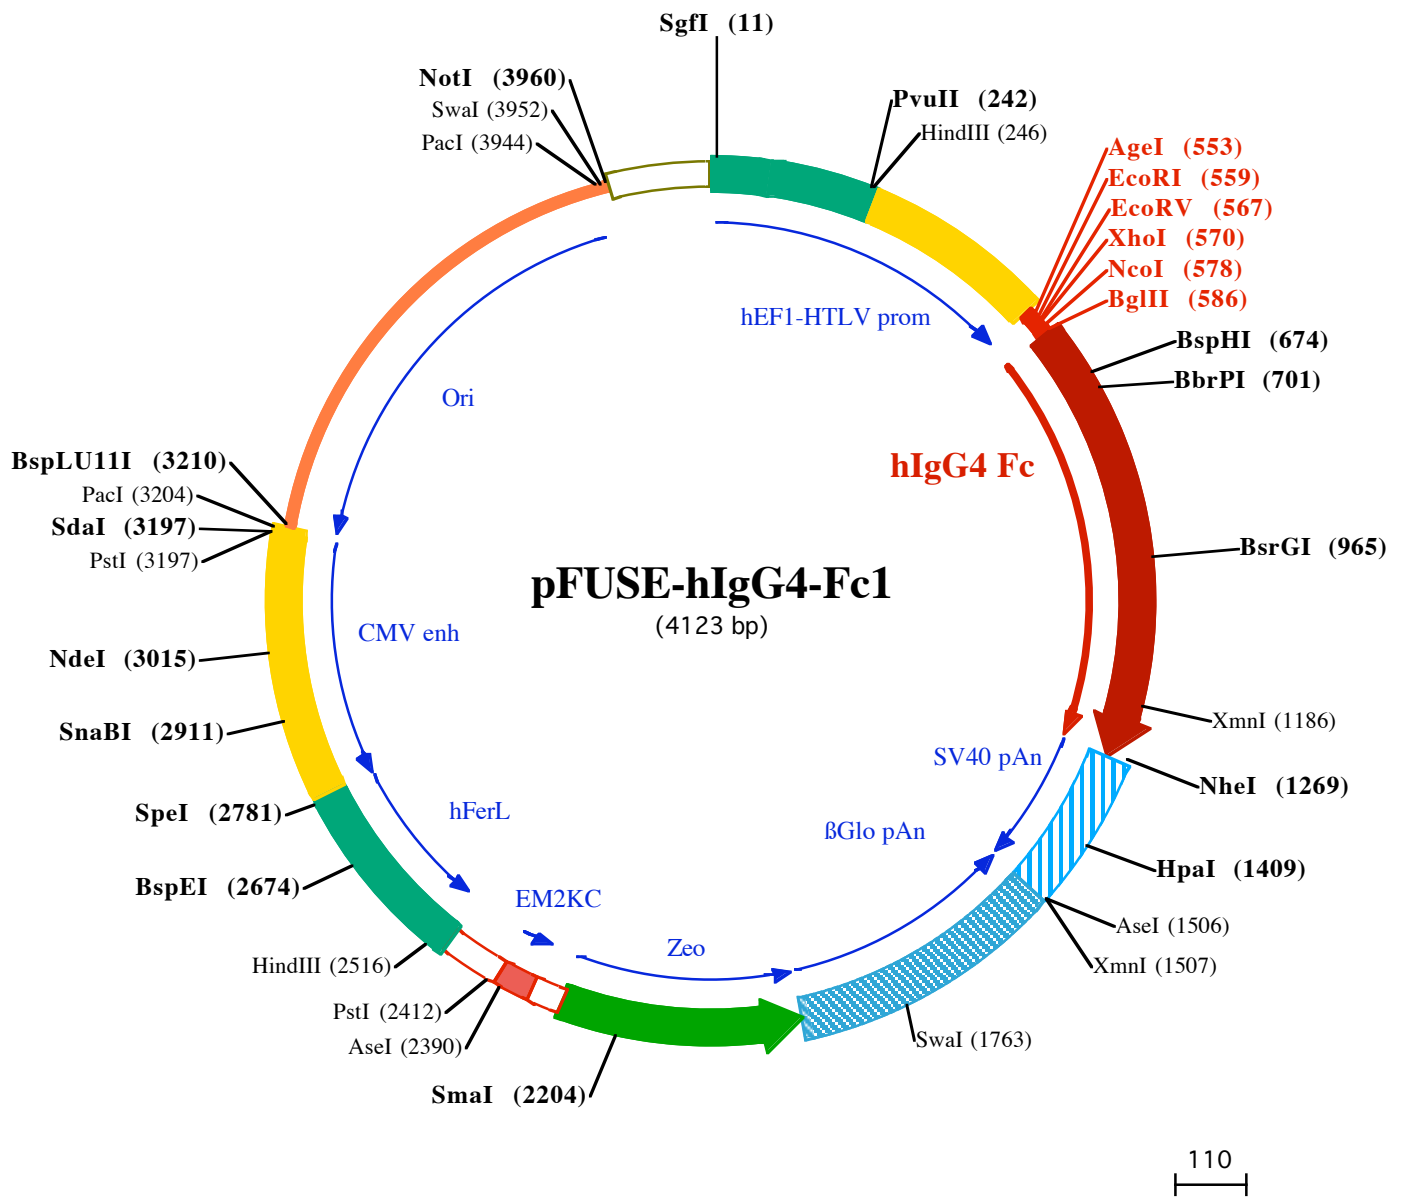 SgfI (11)
NotI (3960)
SwaI (3952)
PacI (3944)
PvuII (242)
HindIII (246)
AgeI (553)
EcoRI (559)
EcoRV (567)
XhoI (570)
NcoI (578)
BglII (586)
BspHI (674)
BbrPI (701)
hEF1-HTLV prom
Ori
hIgG4 Fc
BspLU11I (3210)
PacI (3204)
SdaI (3197)
PstI (3197)
BsrGI (965)
pFUSE-hIgG4-Fc1
(4123 bp)
CMV enh
NdeI (3015)
SnaBI (2911)
XmnI (1186)
SV40 pAn
NheI (1269)
SpeI (2781)
hFerL
ßGlo pAn
HpaI (1409)
BspEI (2674)
EM2KC
AseI (1506)
Zeo
HindIII (2516)
XmnI (1507)
PstI (2412)
AseI (2390)
SwaI (1763)
SmaI (2204)
110